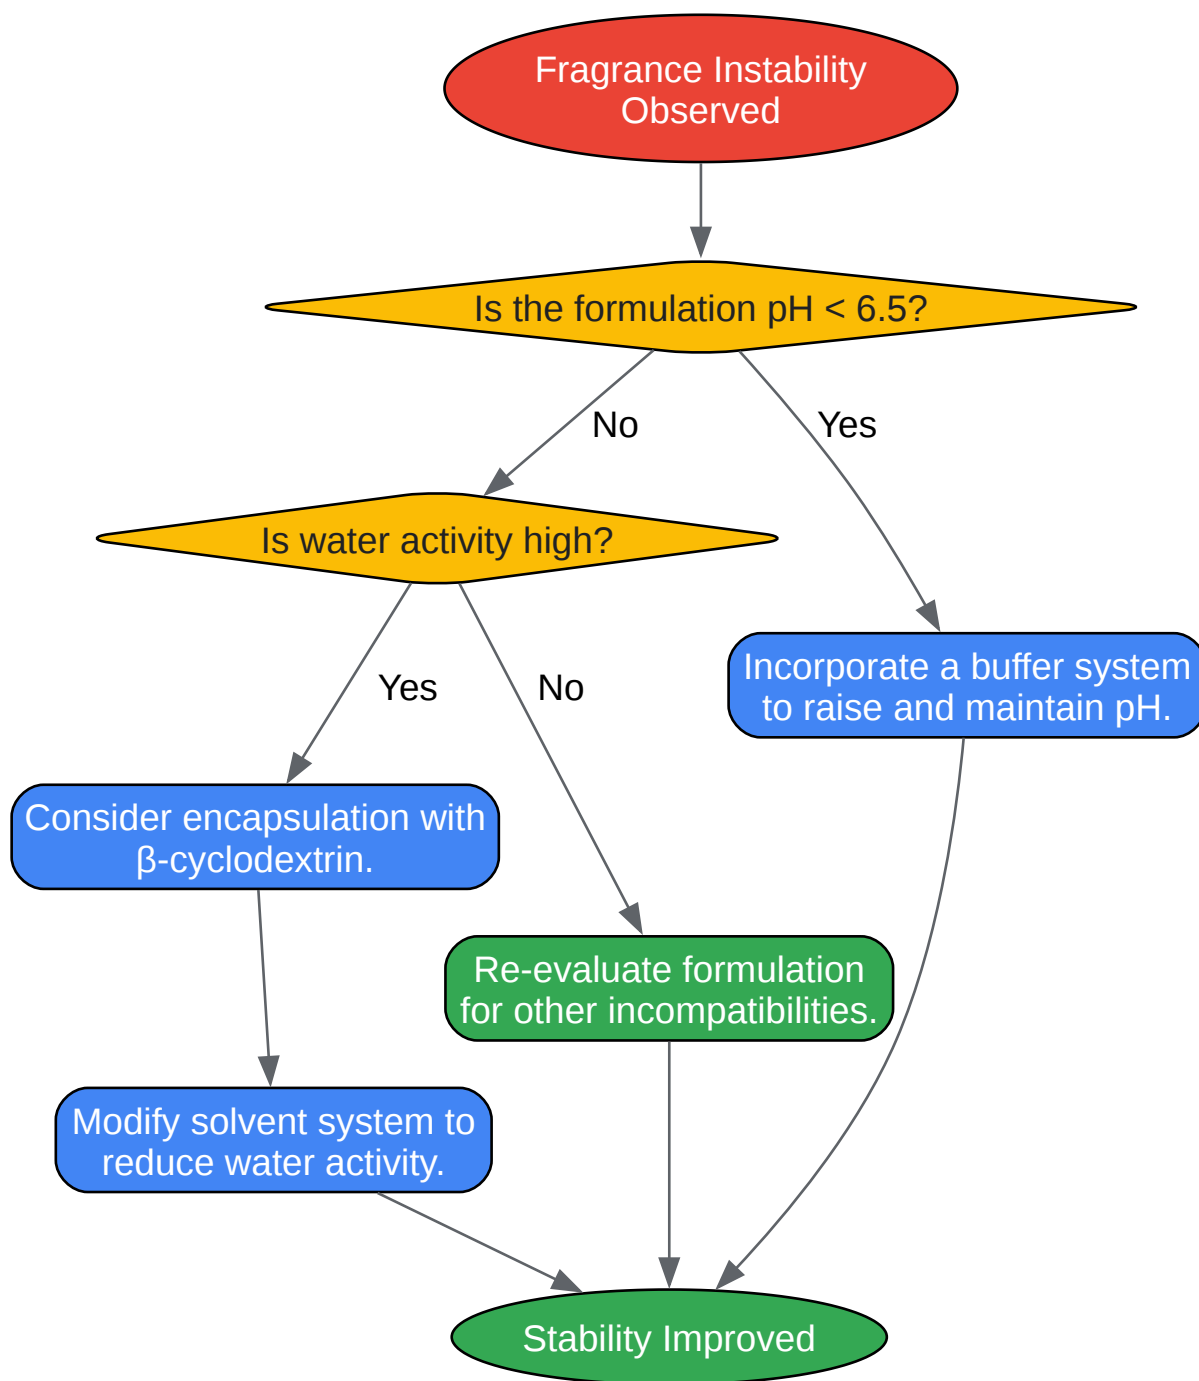 Fragrance Instability
Observed
Is the formulation pH < 6.5?
No
Yes
Is water activity high?
Yes
No
Incorporate a buffer system
to raise and maintain pH.
Consider encapsulation with
β-cyclodextrin.
Re-evaluate formulation
for other incompatibilities.
Modify solvent system to
reduce water activity.
Stability Improved